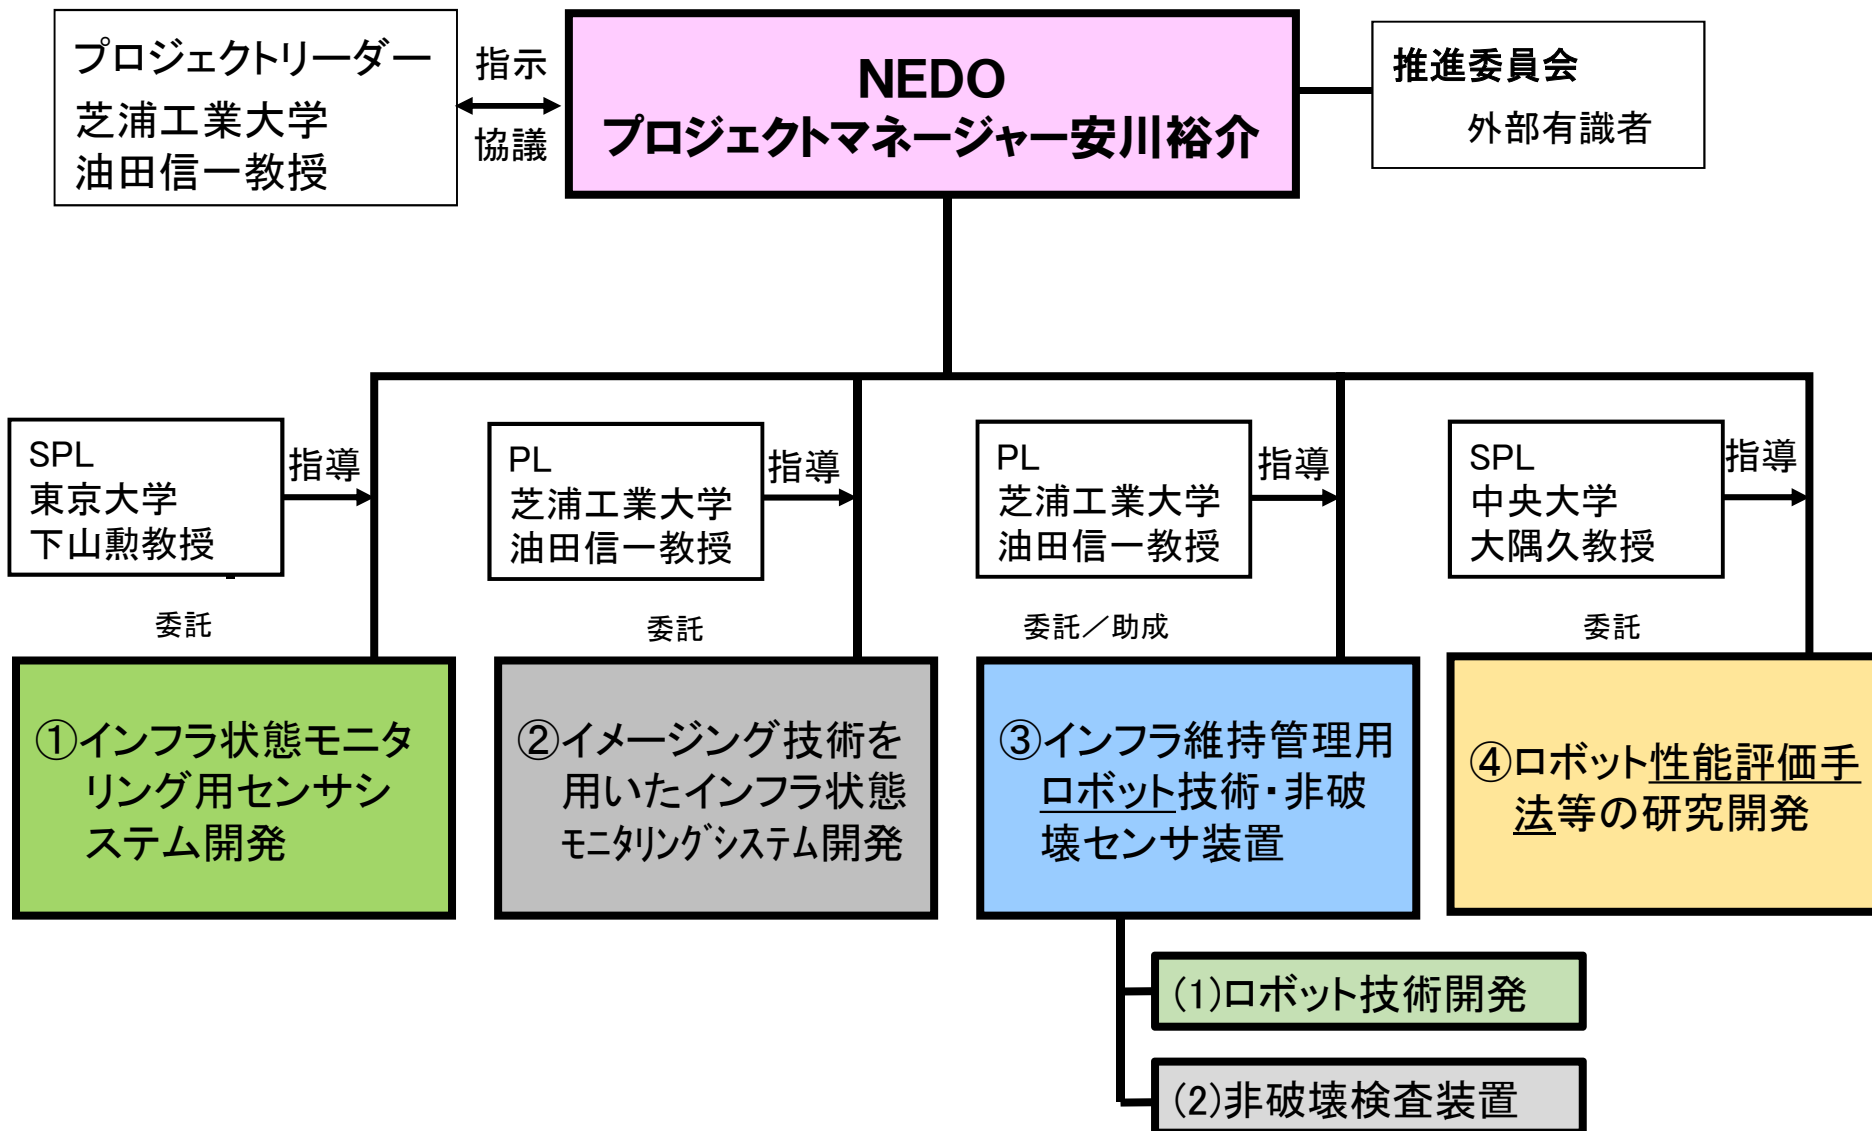 プロジェクトリーダー
芝浦工業大学
油田信一教授
指示
協議
NEDO
プロジェクトマネージャー安川裕介
推進委員会
外部有識者
SPL
東京大学
下山勲教授
指導
PL
芝浦工業大学
油田信一教授
指導
PL
芝浦工業大学
油田信一教授
指導
SPL
中央大学
大隅久教授
指導
委託
委託
委託／助成
委託
①インフラ状態モニタ
リング用センサシ
ステム開発
②イメージング技術を
用いたインフラ状態
モニタリングシステム開発
③インフラ維持管理用
ロボット技術・非破
壊センサ装置
④ロボット性能評価手
法等の研究開発
(1)ロボット技術開発
(2)非破壊検査装置